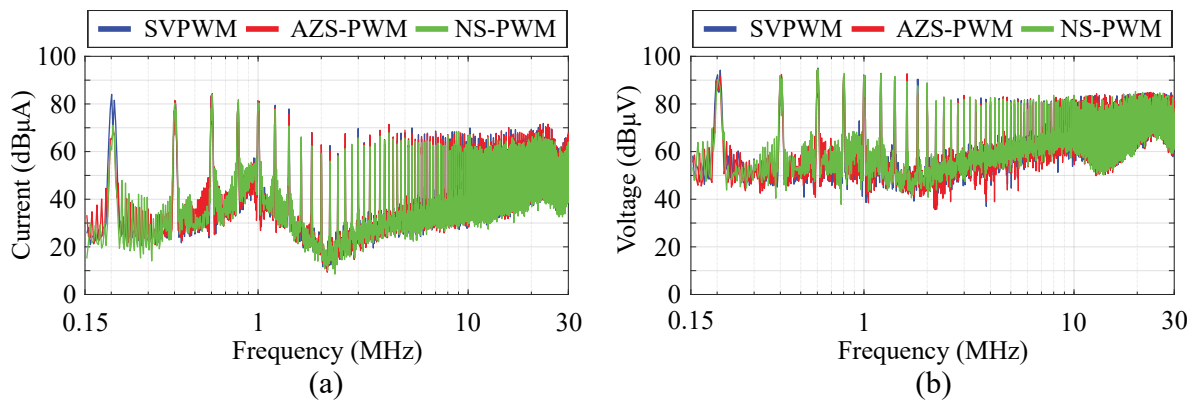 SVPWM AZS-PWM NS-PWM
100
80
60
40
20
0
Current (dBµA)
0.15 1 10 30
Frequency (MHz)
(a)
SVPWM AZS-PWM NS-PWM
100
80
60
40
20
0
Voltage (dBµV)
0.15 1 10 30
Frequency (MHz)
(b)